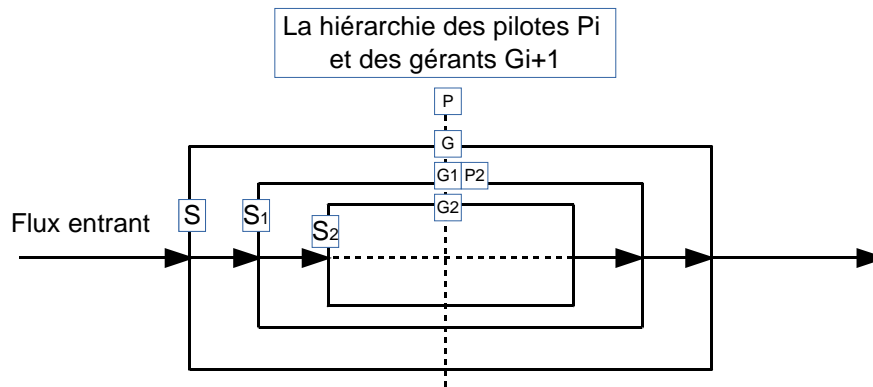 La hiérarchie des pilotes Pi
et des gérants Gi+1
P
G
G1 P2
G2
S
S1
S2
Flux entrant